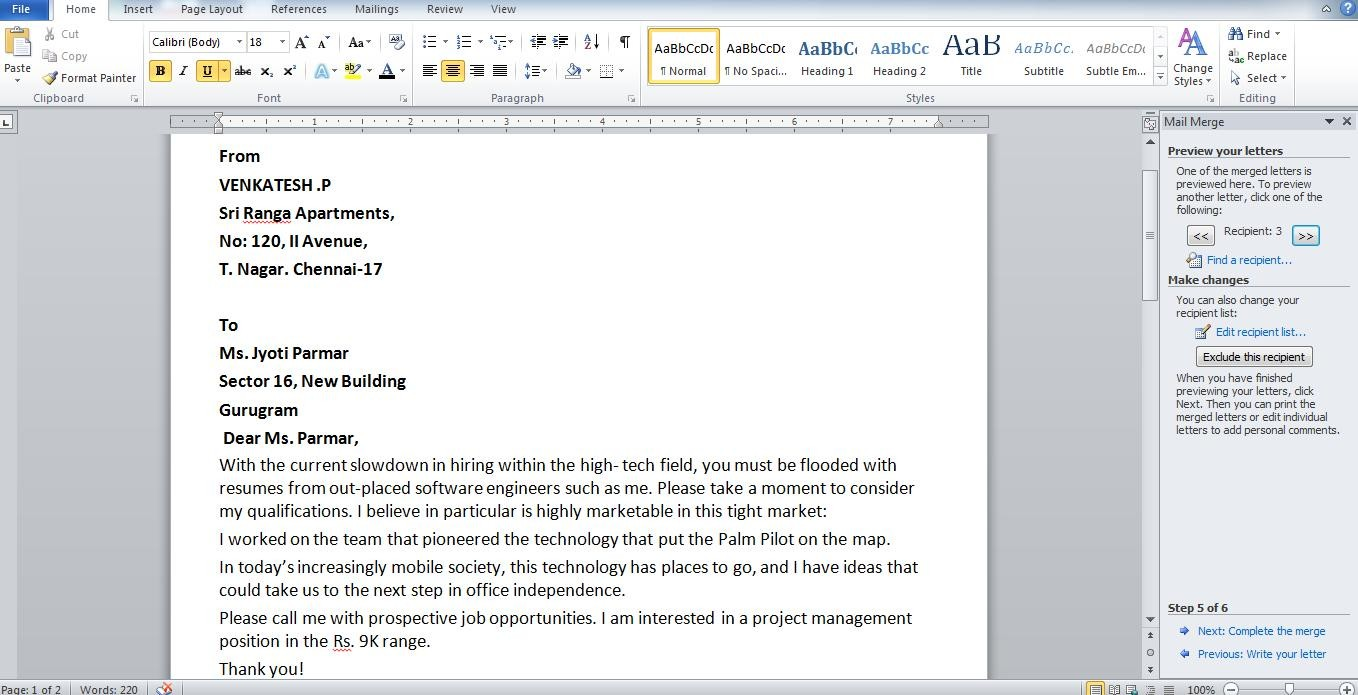 File Home Insert Page Layout References Mailings Review View
Paste Cut
Copy
Format Painter
Clipboard
Calibri (Body) 18 A A Aa
B I U abc x₂ x² A ab A
Font
Paragraph
AaBbCcDc AaBbCcDc AaBbCc AaBbCc AaB AaBbCc. AaBbCcDc
¶ Normal ¶ No Spaci... Heading 1 Heading 2 Title Subtitle Subtle Em...
Styles
Change
Styles
Find
Replace
Select
Editing
1 2 3 4 5 6 7
From
VENKATESH .P
Sri Ranga Apartments,
No: 120, II Avenue,
T. Nagar. Chennai-17
To
Ms. Jyoti Parmar
Sector 16, New Building
Gurugram
Dear Ms. Parmar,
With the current slowdown in hiring within the high- tech field, you must be flooded with
resumes from out-placed software engineers such as me. Please take a moment to consider
my qualifications. I believe in particular is highly marketable in this tight market:
I worked on the team that pioneered the technology that put the Palm Pilot on the map.
In today’s increasingly mobile society, this technology has places to go, and I have ideas that
could take us to the next step in office independence.
Please call me with prospective job opportunities. I am interested in a project management
position in the Rs. 9K range.
Thank you!
Mail Merge
Preview your letters
One of the merged letters is
previewed here. To preview
another letter, click one of the
following:
<< Recipient: 3 >>
Find a recipient...
Make changes
You can also change your
recipient list:
Edit recipient list...
Exclude this recipient
When you have finished
previewing your letters, click
Next. Then you can print the
merged letters or edit individual
letters to add personal comments.
Step 5 of 6
Next: Complete the merge
Previous: Write your letter
Page: 1 of 2 Words: 220 100%